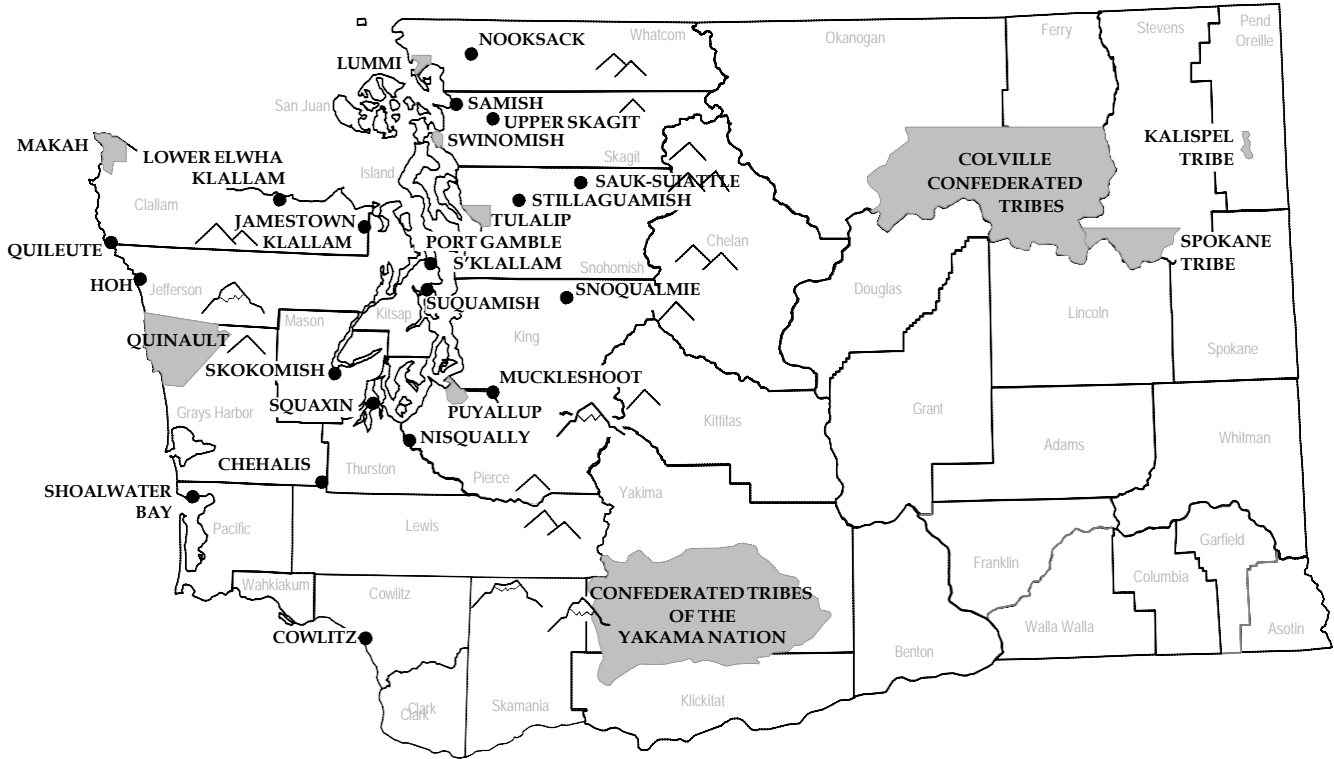 NOOKSACK
Whatcom
Okanogan
Ferry
Stevens
Pend
Oreille
LUMMI
San Juan
SAMISH
UPPER SKAGIT
SWINOMISH
Skagit
MAKAH
LOWER ELWHA
KLALLAM
Island
SAUK-SUIATTLE
STILLAGUAMISH
COLVILLE
CONFEDERATED
TRIBES
KALISPEL
TRIBE
Clallam
JAMESTOWN
KLALLAM
TULALIP
QUILEUTE
PORT GAMBLE
S’KLALLAM
Snohomish
Chelan
SPOKANE
TRIBE
HOH
Jefferson
SUQUAMISH
SNOQUALMIE
Douglas
Mason
Kitsap
Lincoln
QUINAULT
King
Spokane
SKOKOMISH
MUCKLESHOOT
SQUAXIN
PUYALLUP
Grays Harbor
Kittitas
Grant
NISQUALLY
Adams
Whitman
CHEHALIS
Thurston
Pierce
SHOALWATER
BAY
Yakima
Pacific
Lewis
Garfield
Franklin
Columbia
Wahkiakum
Cowlitz
CONFEDERATED TRIBES
OF THE
YAKAMA NATION
COWLITZ
Walla Walla
Asotin
Benton
Clark
Clark
Skamania
Klickitat